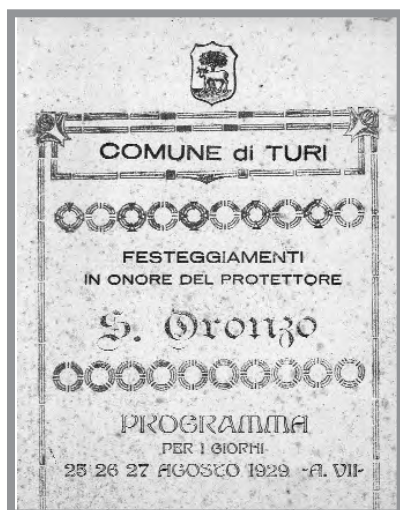 COMUNE di TURI
FESTEGGIAMENTI
IN ONORE DEL PROTETTORE
S. Oronzo
PROGRAMMA
PER I GIORNI
25 26 27 AGOSTO 1929 -A. VII-